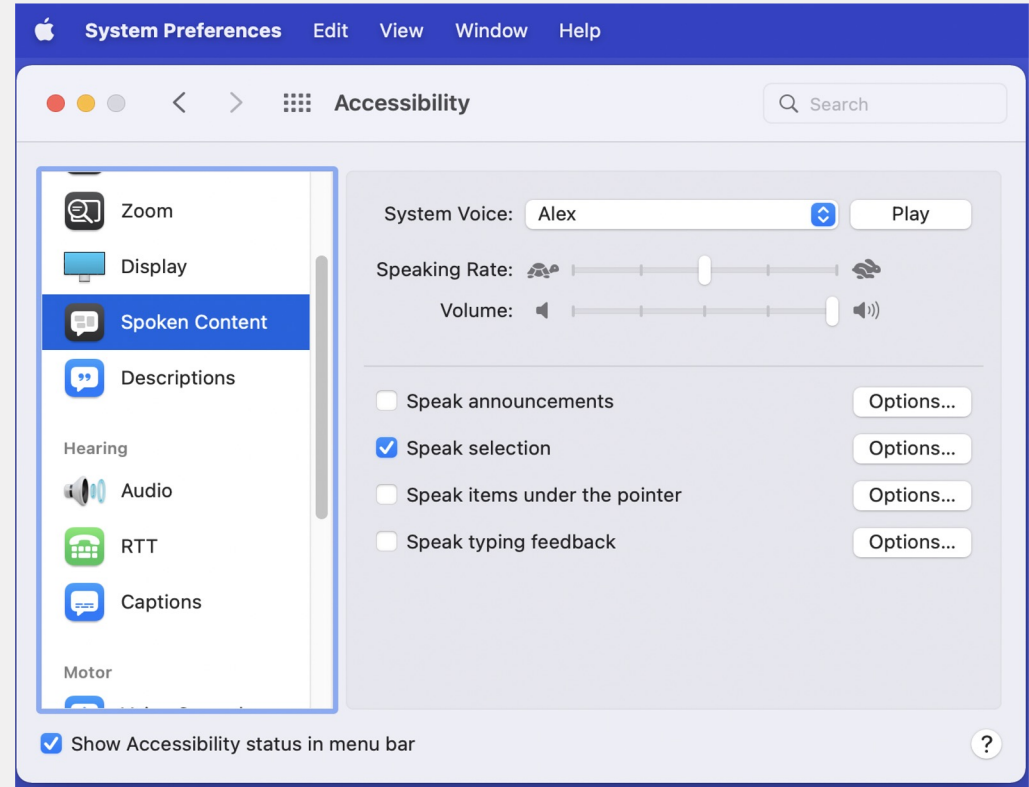 System Preferences Edit View Window Help
Accessibility
Search
Zoom
Display
Spoken Content
Descriptions
Hearing
Audio
RTT
Captions
Motor
System Voice: Alex Play
Speaking Rate:
Volume:
Speak announcements Options...
Speak selection Options...
Speak items under the pointer Options...
Speak typing feedback Options...
Show Accessibility status in menu bar ?